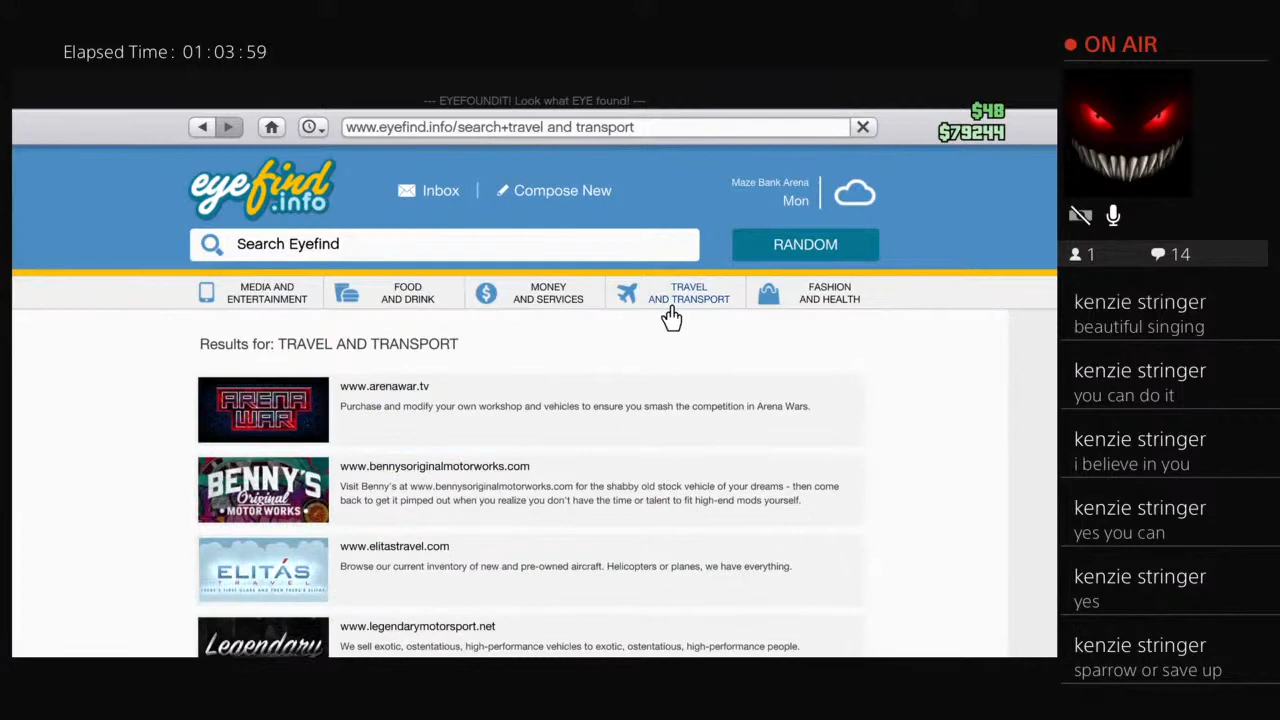 Elapsed Time: 01:03:59
ON AIR
--- EYEFOUNDIT! Look what EYE found! ---
$48
www.eyefind.info/search+travel and transport
$79244
eyefind.info
Inbox
Compose New
Maze Bank Arena
Mon
Search Eyefind
RANDOM
1
14
MEDIA AND
ENTERTAINMENT
FOOD
AND DRINK
MONEY
AND SERVICES
TRAVEL
AND TRANSPORT
FASHION
AND HEALTH
Results for: TRAVEL AND TRANSPORT
ARENA WAR
www.arenawar.tv
Purchase and modify your own workshop and vehicles to ensure you smash the competition in Arena Wars.
BENNY'S
Original
MOTOR WORKS
www.bennysoriginalmotorworks.com
Visit Benny's at www.bennysoriginalmotorworks.com for the shabby old stock vehicle of your dreams - then come
back to get it pimped out when you realize you don't have the time or talent to fit high-end mods yourself.
ELITÁS
TRAVEL
THERE'S FIRST CLASS AND THEN THERE'S ELITÁS
www.elitastravel.com
Browse our current inventory of new and pre-owned aircraft. Helicopters or planes, we have everything.
Legendary
www.legendarymotorsport.net
We sell exotic, ostentatious, high-performance vehicles to exotic, ostentatious, high-performance people.
kenzie stringer
beautiful singing
kenzie stringer
you can do it
kenzie stringer
i believe in you
kenzie stringer
yes you can
kenzie stringer
yes
kenzie stringer
sparrow or save up